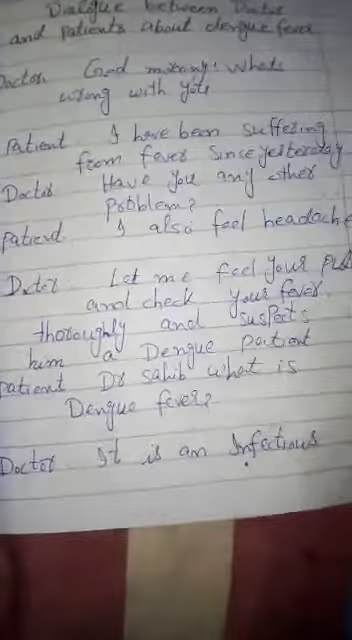 Dialgue between Doctor
and patients about dengue fever
Doctor Good morning! Whats
wrong with you
Patient I have been suffering
from fever since yesterday
Doctor Have you any other
problem?
Patient I also feel headache
Doctor Let me feel your pul
and check your fever.
thoroughly and suspects
him a Dengue patient
Patient Dr sahib what is
Dengue fever?
Doctor It is an Infectious